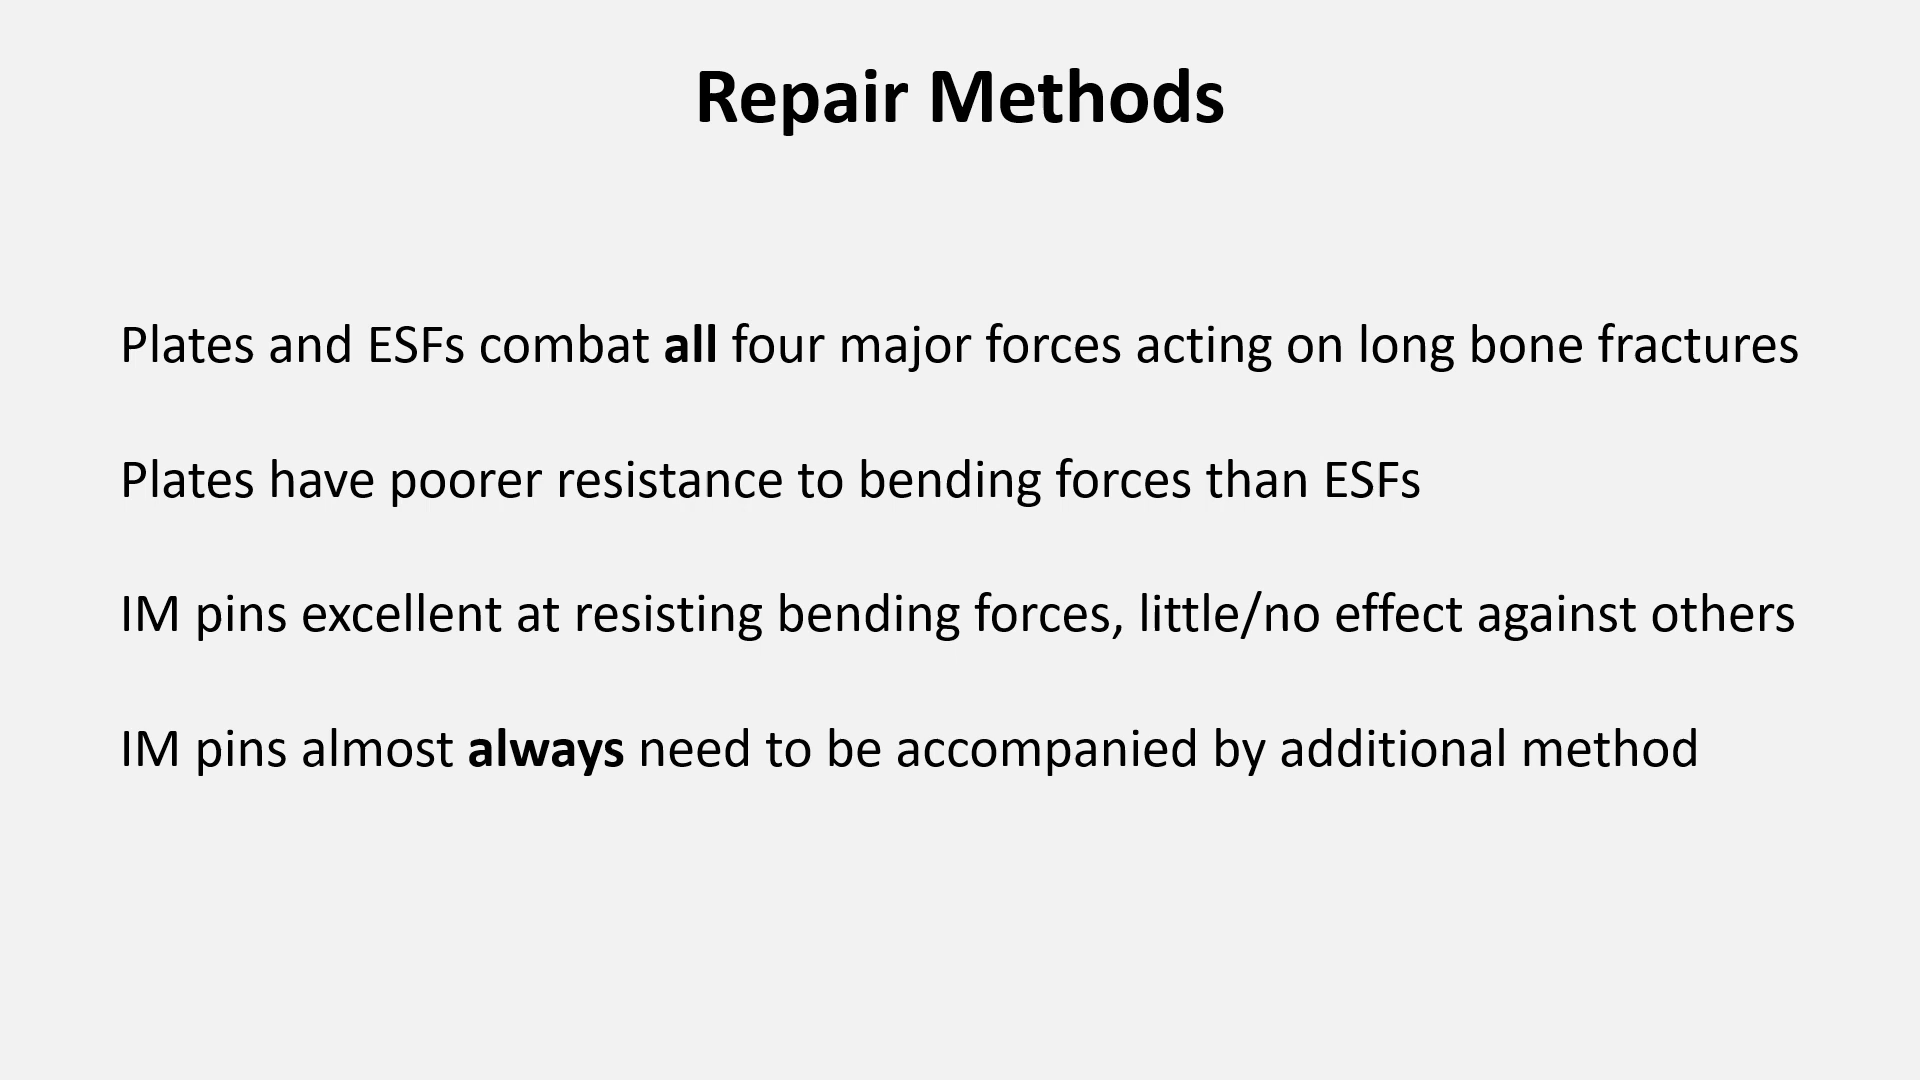 Repair Methods
Plates and ESFs combat all four major forces acting on long bone fractures
Plates have poorer resistance to bending forces than ESFs
IM pins excellent at resisting bending forces, little/no effect against others
IM pins almost always need to be accompanied by additional method